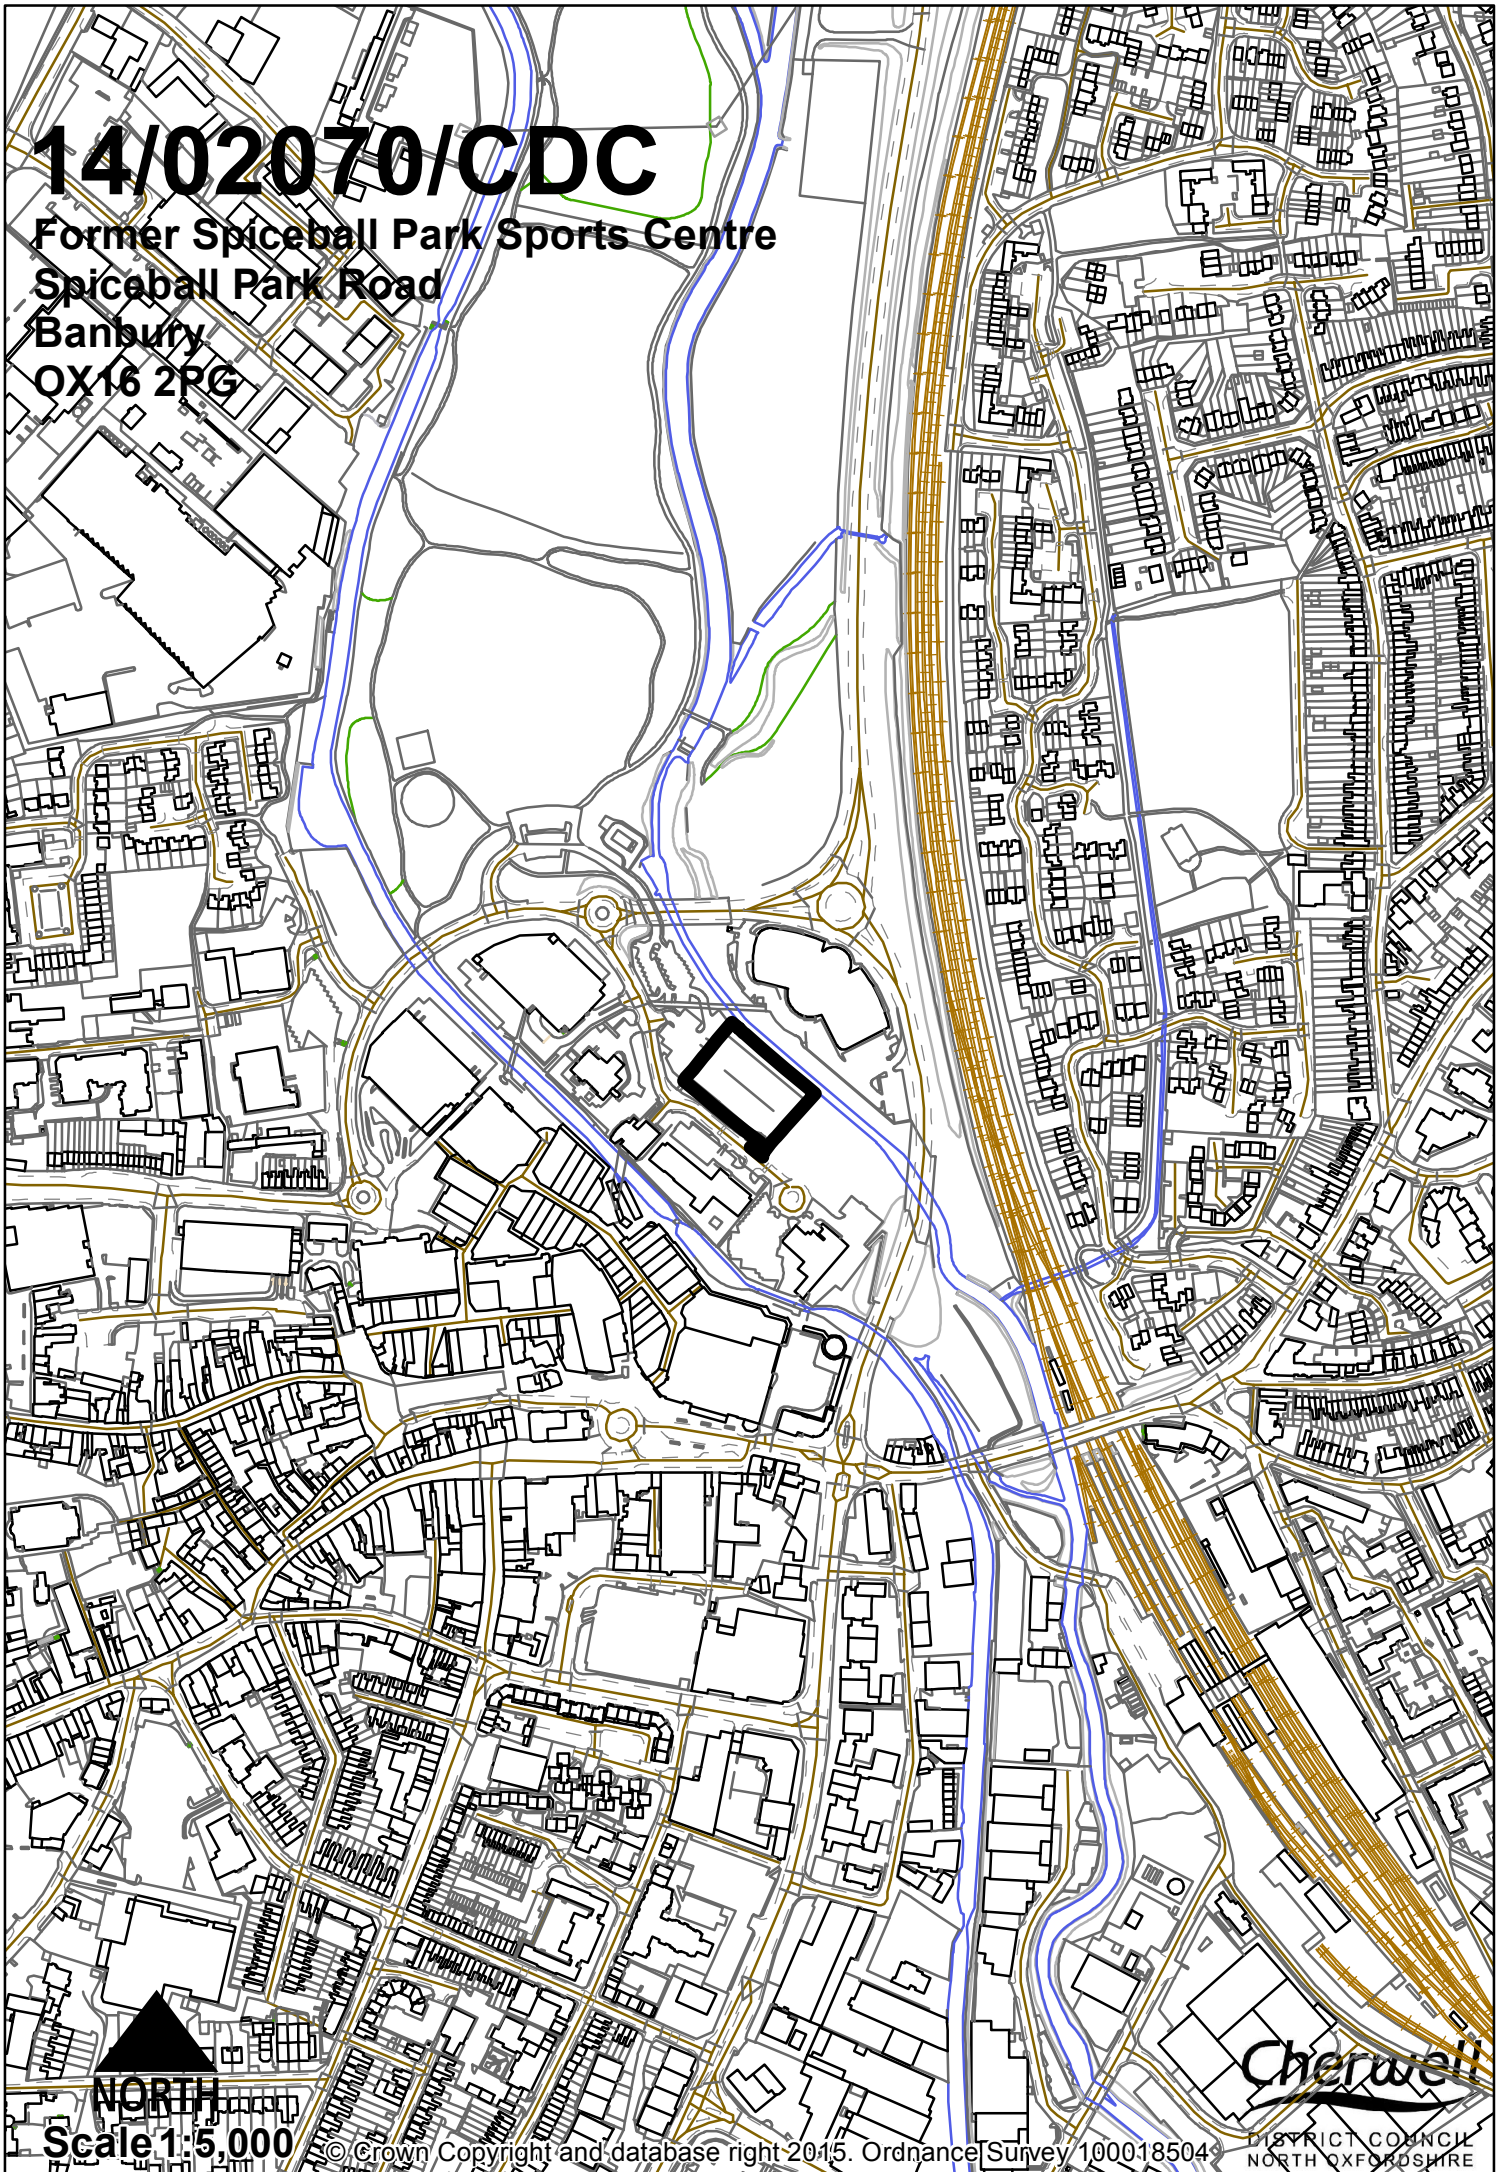 14/02070/CDC
Former Spiceball Park Sports Centre
Spiceball Park Road
Banbury
OX16 2PG
NORTH
Scale 1:5,000
© Crown Copyright and database right 2015. Ordnance Survey 100018504
Cherwell
DISTRICT COUNCIL
NORTH OXFORDSHIRE